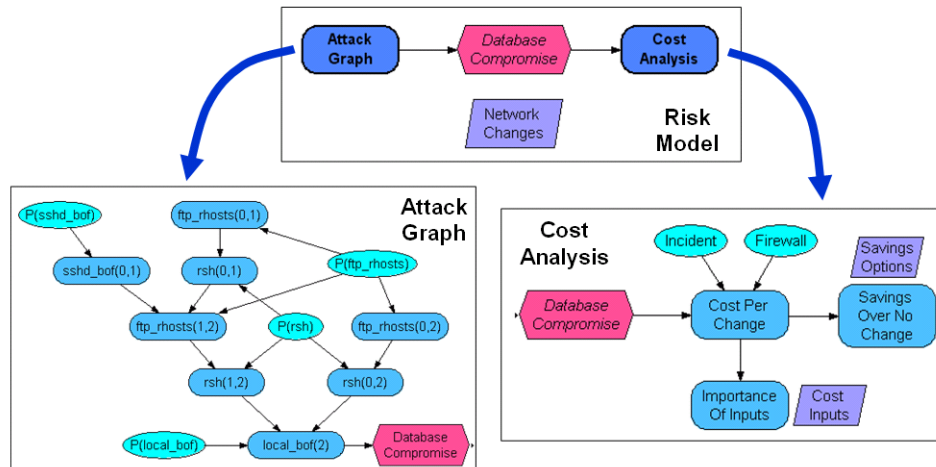 Attack
Graph
Database
Compromise
Cost
Analysis
Network
Changes
Risk
Model
Attack
Graph
P(sshd_bof)
ftp_rhosts(0,1)
sshd_bof(0,1)
rsh(0,1)
P(ftp_rhosts)
ftp_rhosts(1,2)
P(rsh)
ftp_rhosts(0,2)
rsh(1,2)
rsh(0,2)
P(local_bof)
local_bof(2)
Database
Compromise
Cost
Analysis
Incident
Firewall
Savings
Options
Database
Compromise
Cost Per
Change
Savings
Over No
Change
Importance
Of Inputs
Cost
Inputs